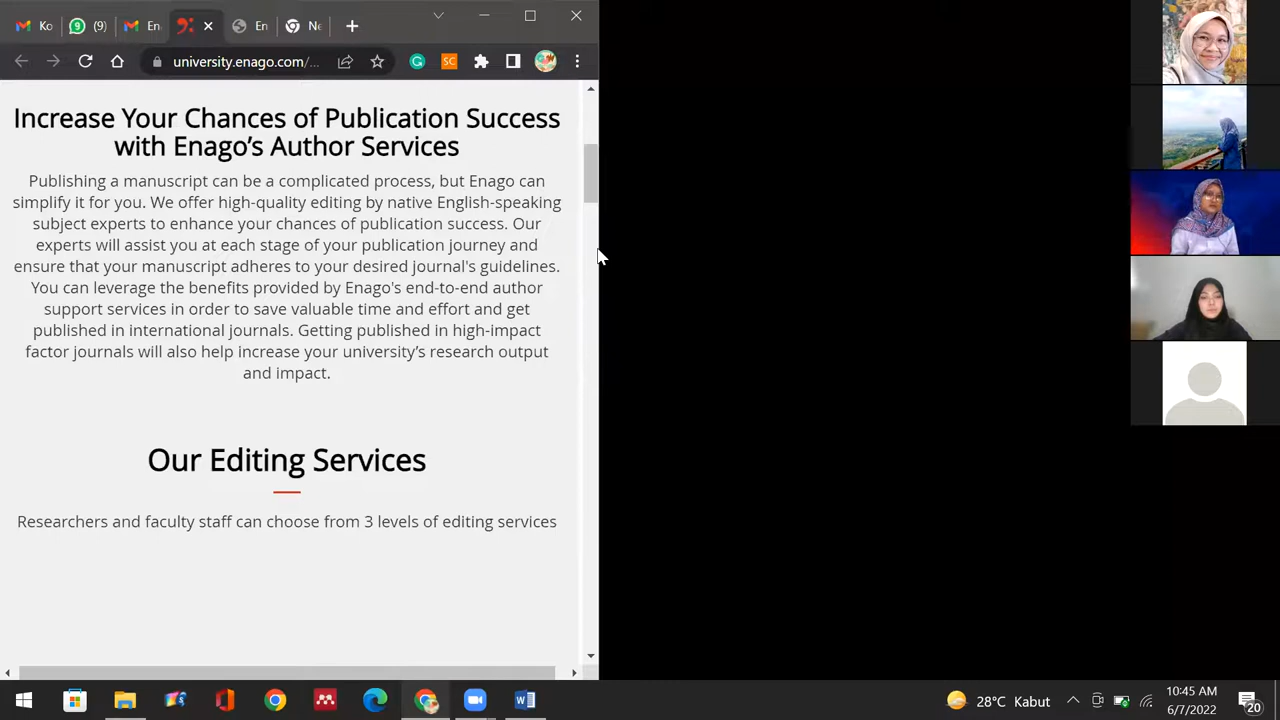 Ko
(9)
En
En
Ne
university.enago.com/...
SC
Increase Your Chances of Publication Success
with Enago’s Author Services
Publishing a manuscript can be a complicated process, but Enago can
simplify it for you. We offer high-quality editing by native English-speaking
subject experts to enhance your chances of publication success. Our
experts will assist you at each stage of your publication journey and
ensure that your manuscript adheres to your desired journal's guidelines.
You can leverage the benefits provided by Enago's end-to-end author
support services in order to save valuable time and effort and get
published in international journals. Getting published in high-impact
factor journals will also help increase your university’s research output
and impact.
Our Editing Services
Researchers and faculty staff can choose from 3 levels of editing services
28°C Kabut
10:45 AM
6/7/2022
20